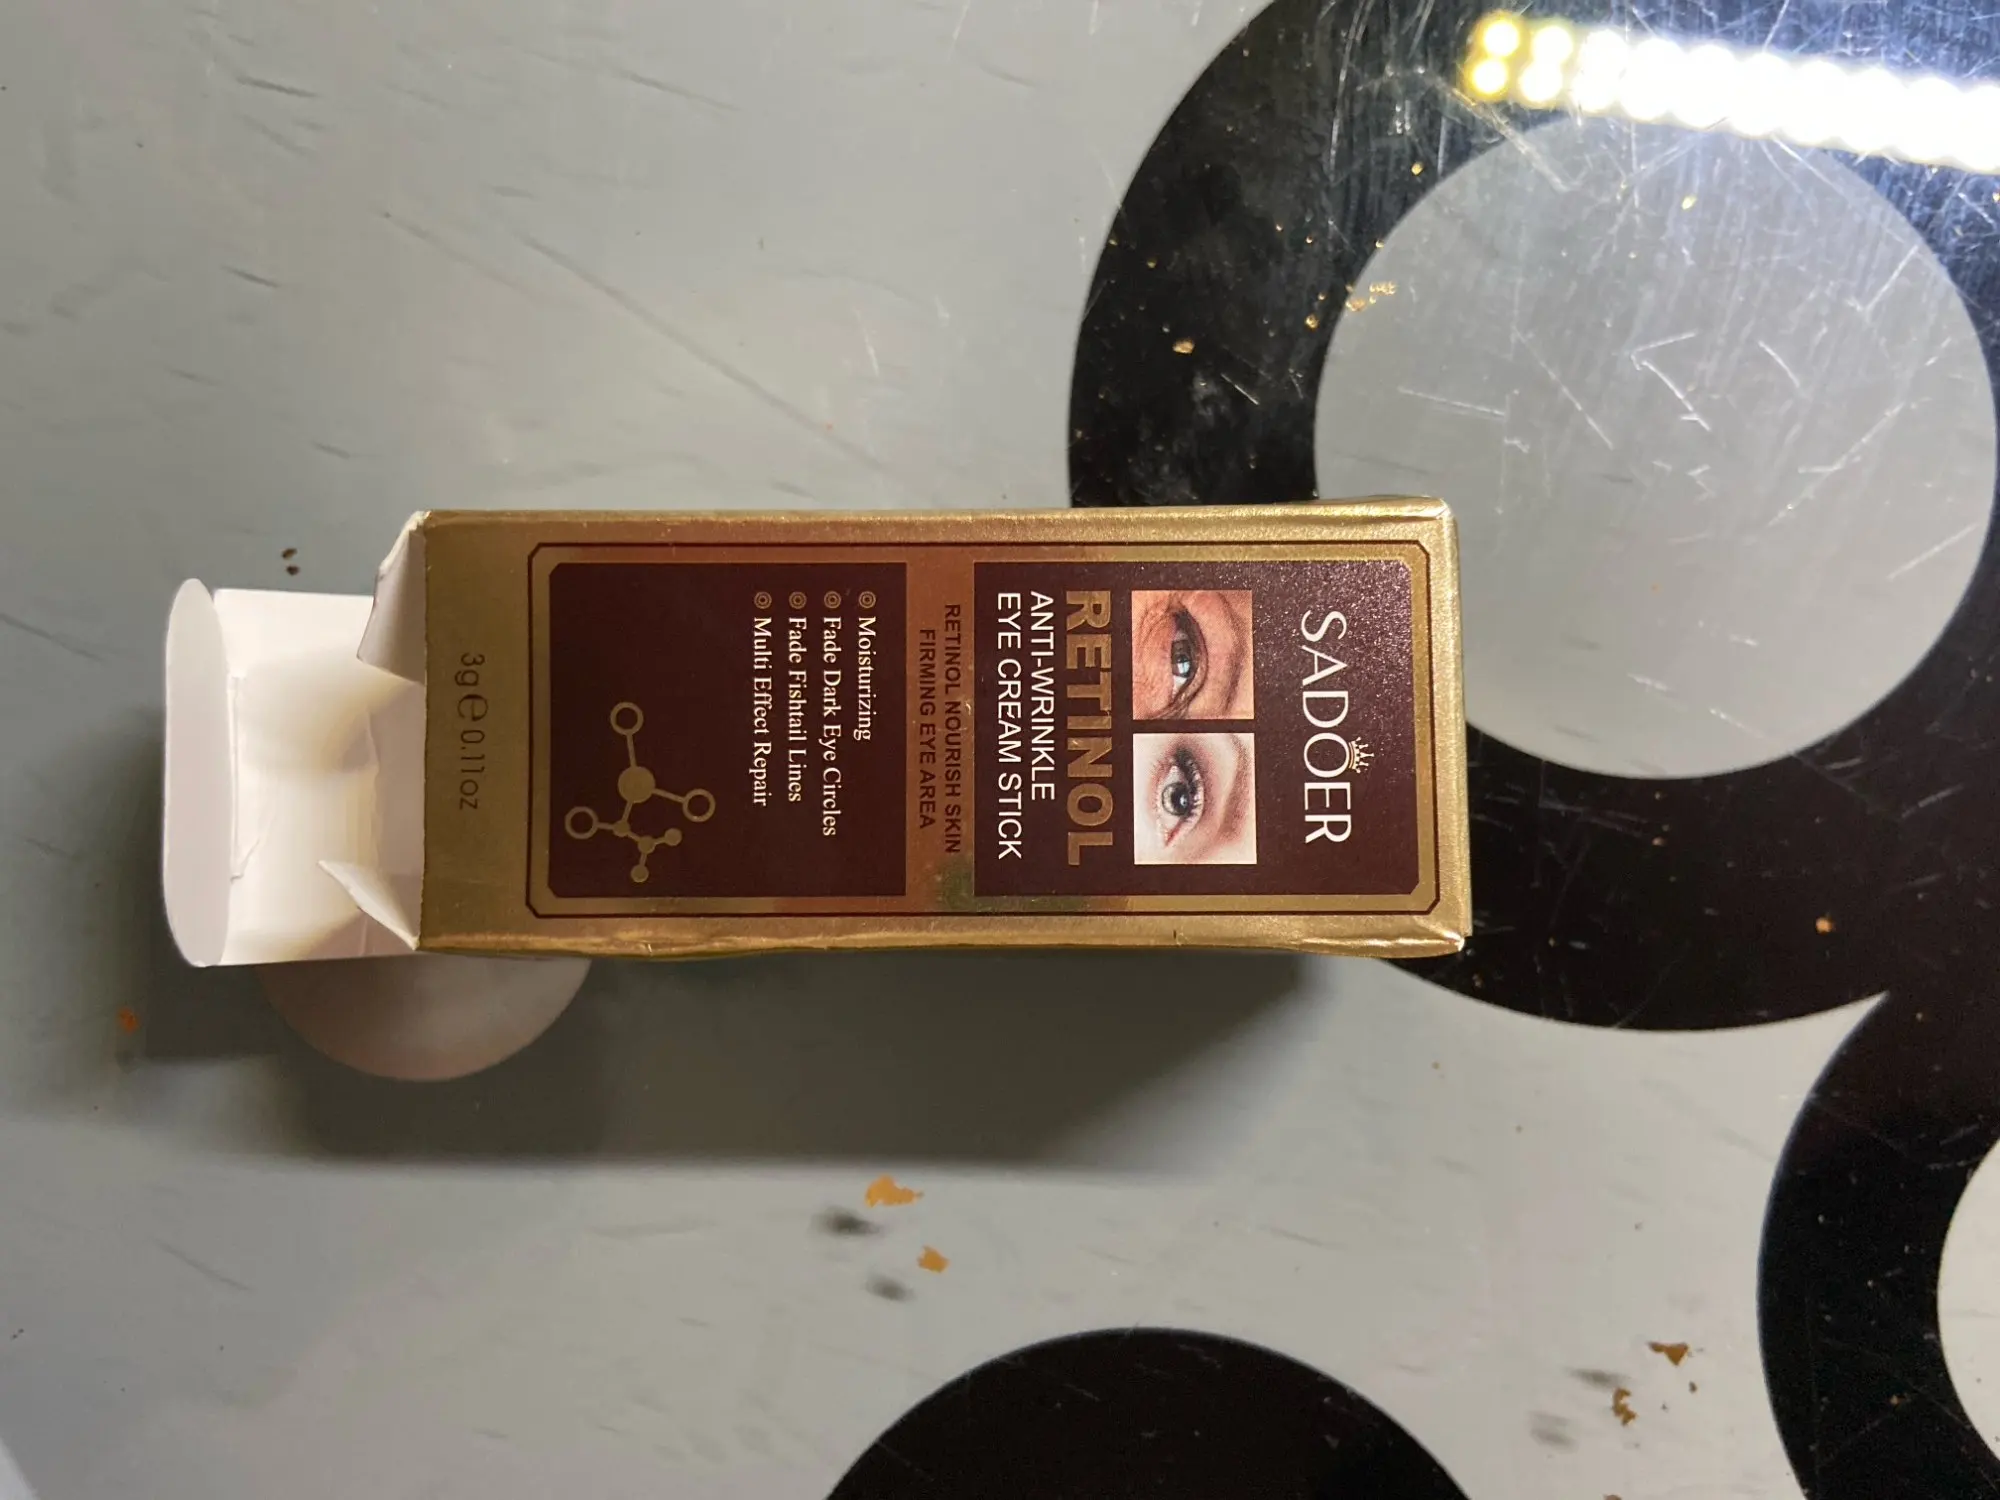 SADOER
RETINOL
ANTI-WRINKLE
EYE CREAM STICK
RETINOL NOURISH SKIN
FIRMING EYE AREA
◎ Moisturizing
◎ Fade Dark Eye Circles
◎ Fade Fishtail Lines
◎ Multi Effect Repair
3g℮0.11oz